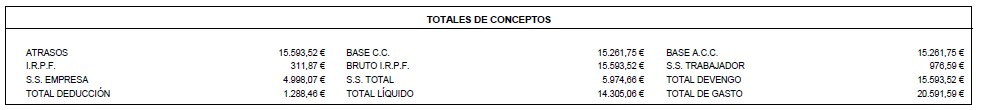 TOTALES DE CONCEPTOS
ATRASOS 15.593,52 € BASE C.C. 15.261,75 € BASE A.C.C. 15.261,75 €
I.R.P.F. 311,87 € BRUTO I.R.P.F. 15.593,52 € S.S. TRABAJADOR 976,59 €
S.S. EMPRESA 4.998,07 € S.S. TOTAL 5.974,66 € TOTAL DEVENGO 15.593,52 €
TOTAL DEDUCCIÓN 1.288,46 € TOTAL LÍQUIDO 14.305,06 € TOTAL DE GASTO 20.591,59 €